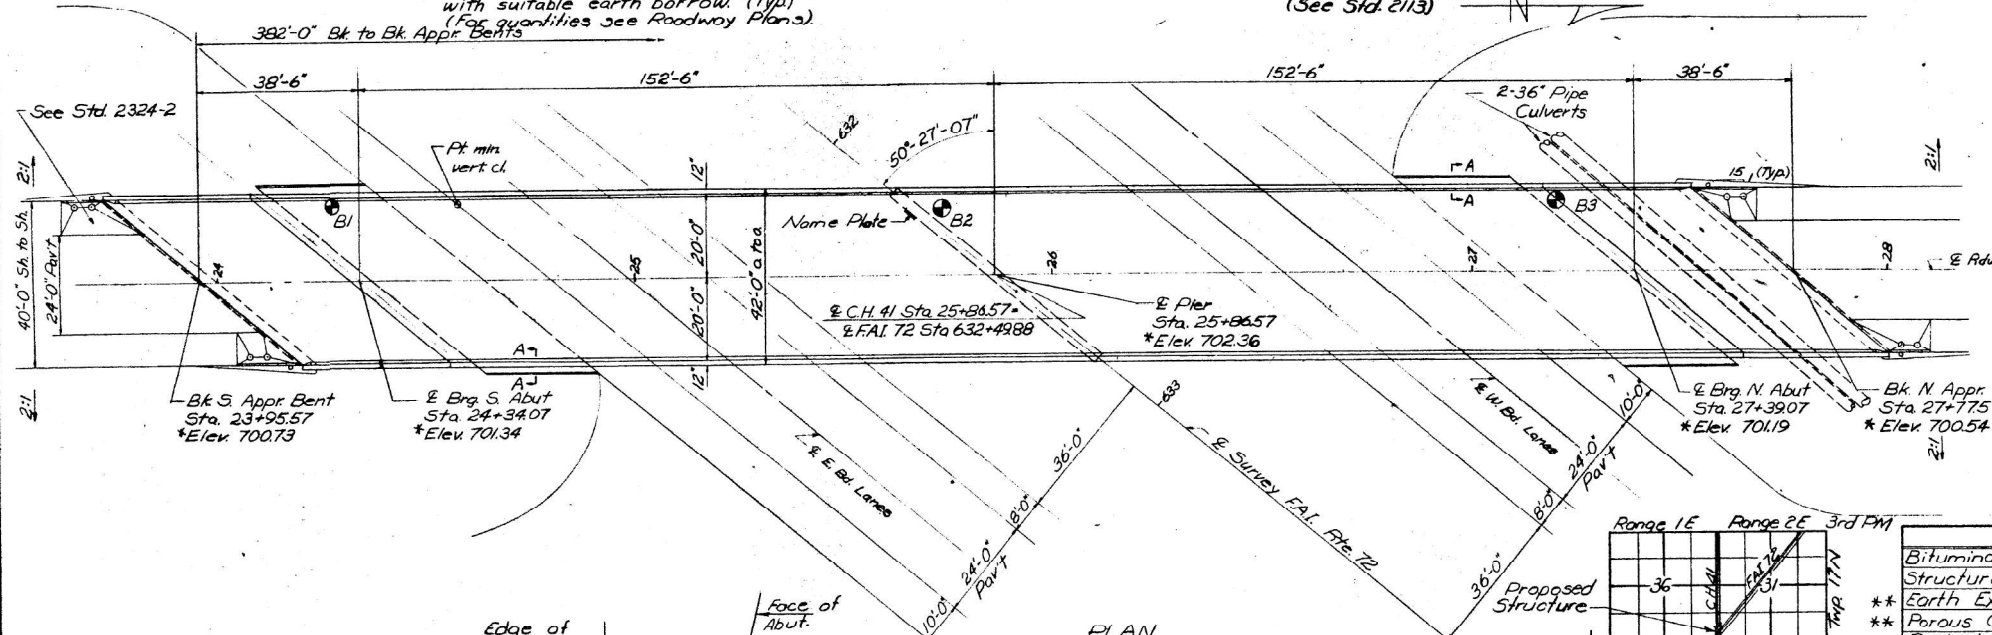 with suitable earth borrow. (Typ.)
(For quantities see Roadway Plans)
(See Std. 2113)
N
382'-0" Bk. to Bk. Appr. Bents
38'-6"
152'-6"
152'-6"
38'-6"
See Std. 2324-2
2-36" Pipe
Culverts
Pt. min.
vert. cl.
632
50°-27'-07"
2:1
12"
A
A
15' (Typ.)
2:1
B1
Name Plate
B2
B3
40'-0" Sh. to Sh.
24'-0" Pav't
24
25
20'-0"
20'-0"
42'-0" a to a
26
27
28
℄ C.H. 41 Sta. 25+86.57=
℄ F.A.I. 72 Sta 632+49.88
℄ Pier
Sta. 25+86.57
*Elev. 702.36
A
A
12"
2:1
Bk S. Appr. Bent
Sta. 23+95.57
*Elev. 700.73
℄ Brg. S. Abut
Sta. 24+34.07
*Elev. 701.34
℄ E. Bd. Lanes
36'-0"
8'-0"
24'-0"
Pav't
10'-0"
633
℄ Survey F.A.I. Rte. 72
℄ W. Bd. Lanes
10'-0"
24'-0"
Pav't
8'-0"
36'-0"
℄ Brg. N. Abut
Sta. 27+39.07
*Elev. 701.19
Bk. N. Appr.
Sta. 27+77.5
*Elev. 700.54
2:1
Edge of
Face of
Abut.
PLAN
Range 1E
Range 2E
3rd PM
36
C.H. 41
F.A.I. 72
31
Twp. 17N
Proposed
Structure
** Earth Ex
** Porous